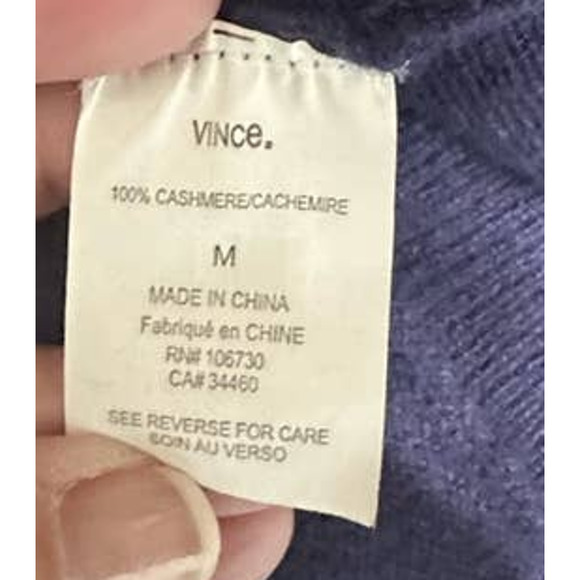 VINce.
100% CASHMERE/CACHEMIRE
M
MADE IN CHINA
Fabriqué en CHINE
RN# 106730
CA# 34460
SEE REVERSE FOR CARE
SOIN AU VERSO